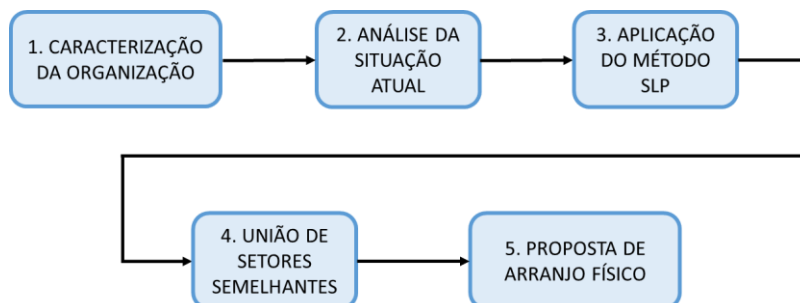 1. CARACTERIZAÇÃO
DA ORGANIZAÇÃO
2. ANÁLISE DA
SITUAÇÃO
ATUAL
3. APLICAÇÃO
DO MÉTODO
SLP
4. UNIÃO DE
SETORES
SEMELHANTES
5. PROPOSTA DE
ARRANJO FÍSICO